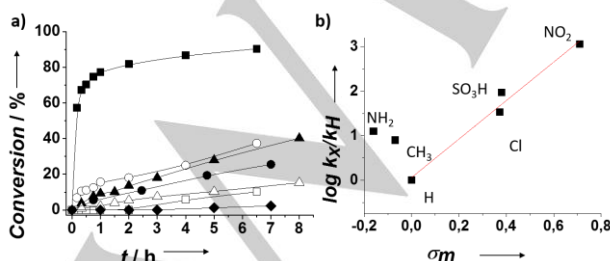 a)
Conversion / %
100
80
60
40
20
0
0 1 2 3 4 5 6 7 8
t / h
b)
log kX/kH
3
2
1
0
NO2
SO3H
NH2
CH3
Cl
H
-0,2 0,0 0,2 0,4 0,6 0,8
σm